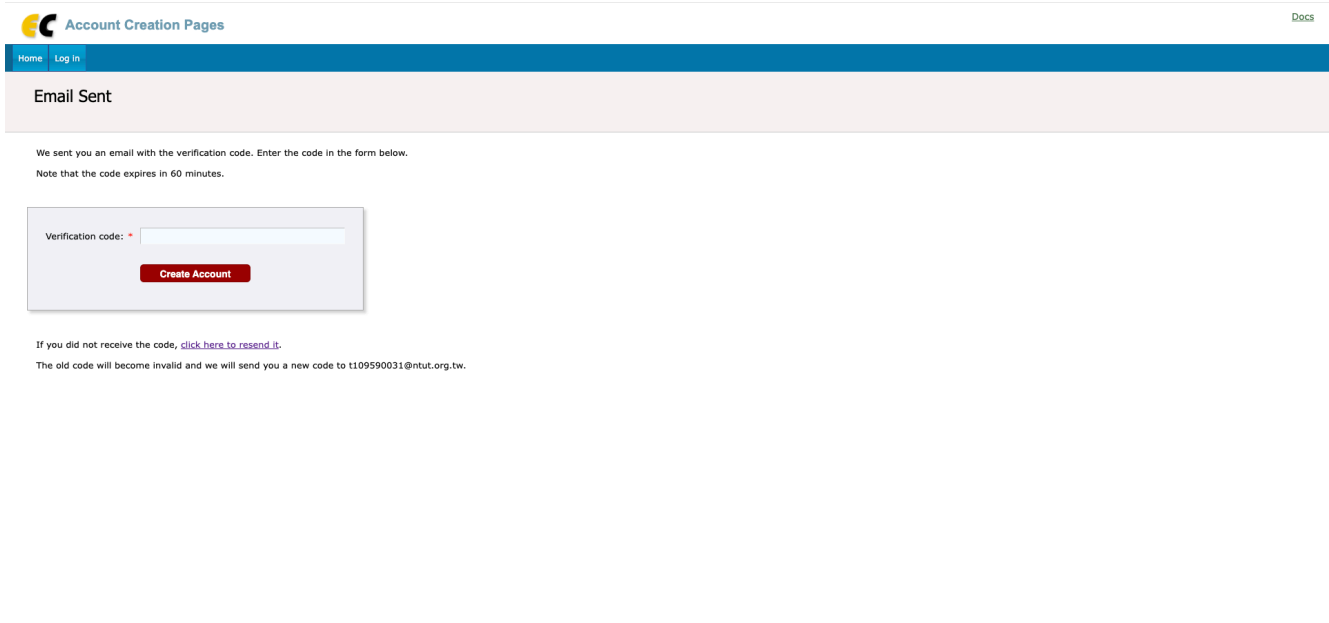 EC Account Creation Pages
Docs
Home Log in
Email Sent
We sent you an email with the verification code. Enter the code in the form below.
Note that the code expires in 60 minutes.
Verification code: *
Create Account
If you did not receive the code, click here to resend it.
The old code will become invalid and we will send you a new code to t109590031@ntut.org.tw.